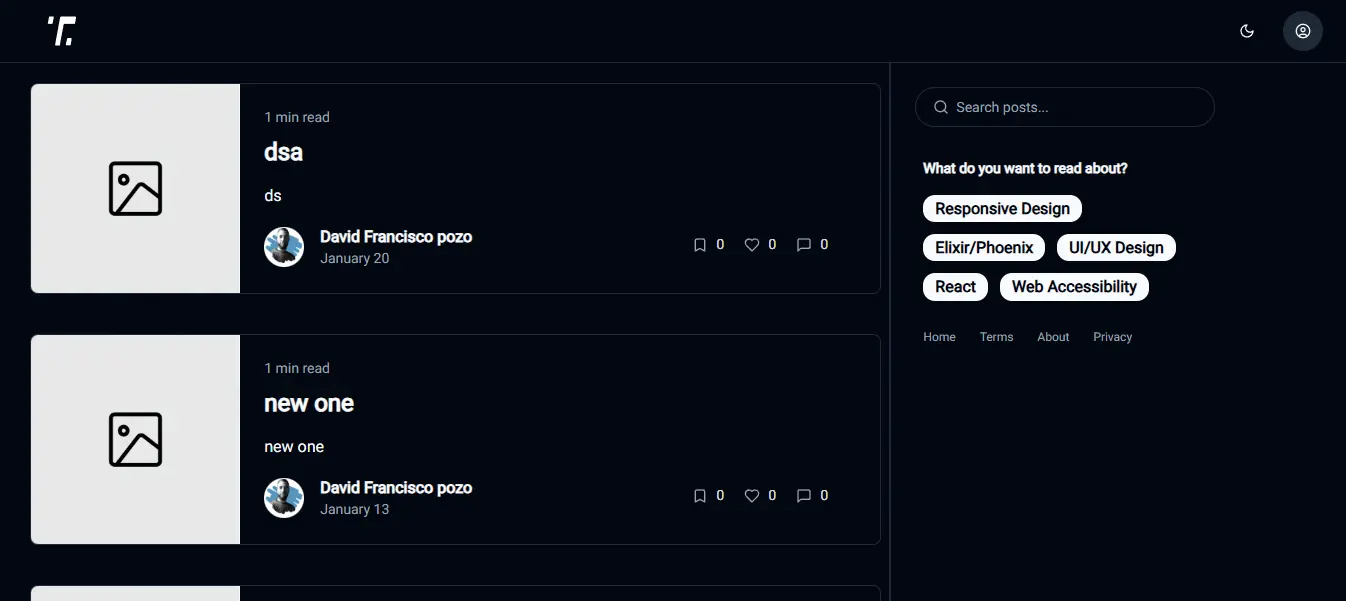 T.
1 min read
dsa
ds
David Francisco pozo
January 20
0 0 0
1 min read
new one
new one
David Francisco pozo
January 13
0 0 0
Search posts...
What do you want to read about?
Responsive Design
Elixir/Phoenix UI/UX Design
React Web Accessibility
Home Terms About Privacy